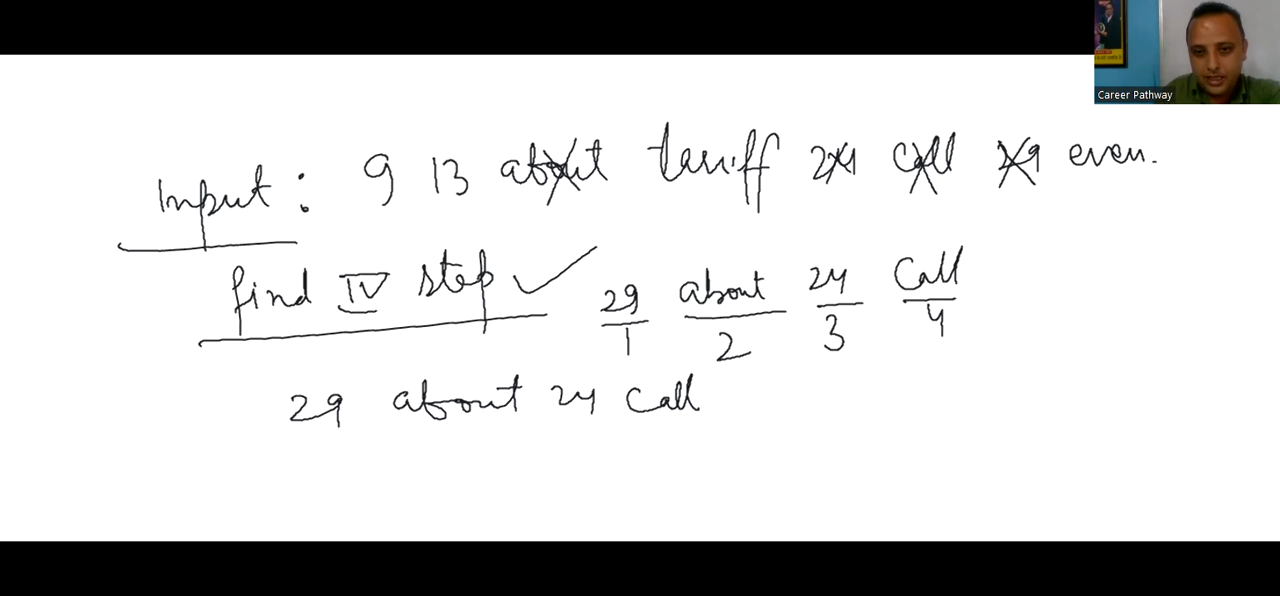 Career Pathway
Input: 9 13 about tariff 24 call 29 even.
find IV step ✓ 29 about 24 Call
1 2 3 4
29 about 24 call